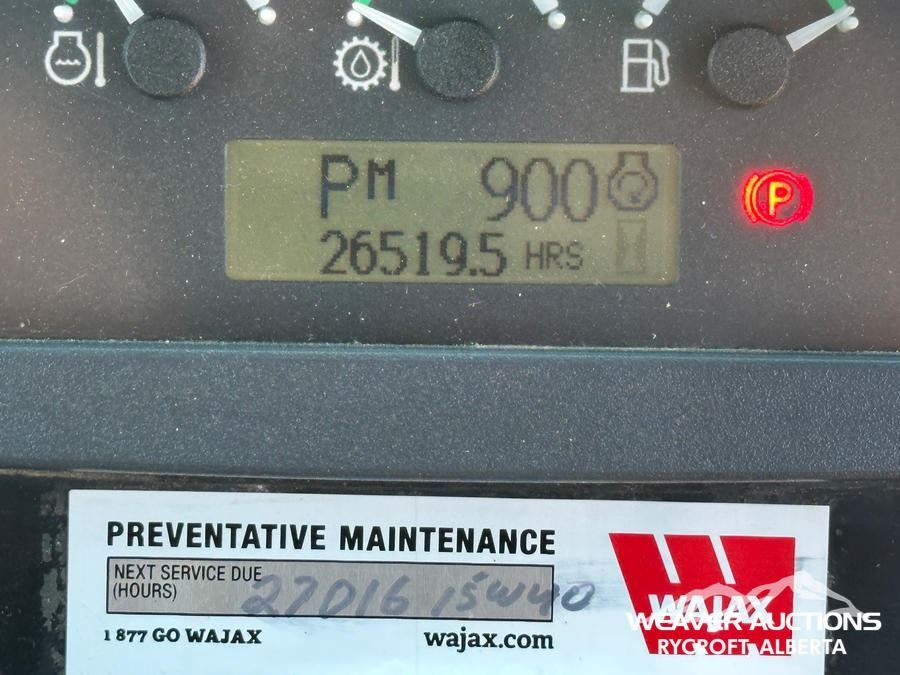 PM 900
26519.5 HRS
P
PREVENTATIVE MAINTENANCE
NEXT SERVICE DUE
(HOURS)
27016 15W40
1 877 GO WAJAX
wajax.com
WAJAX
WEAVER AUCTIONS
RYCROFT, ALBERTA